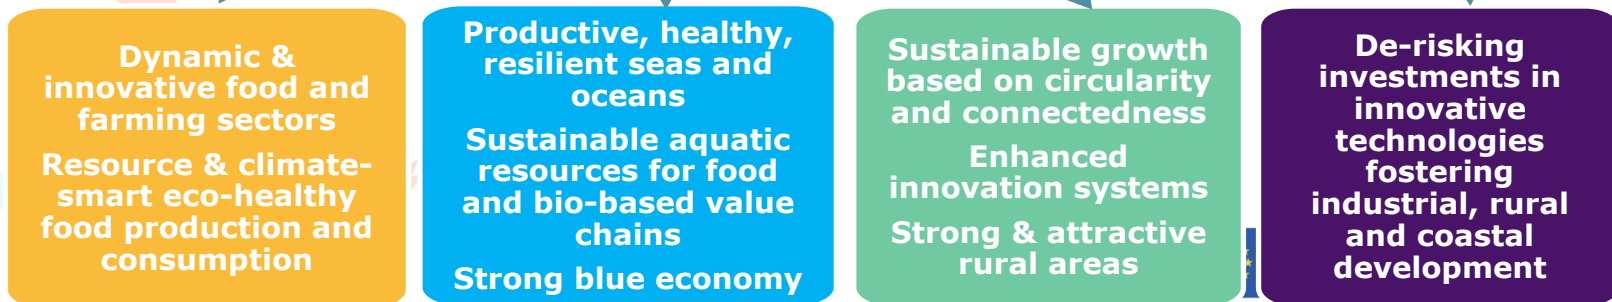 Dynamic &
innovative food and
farming sectors
Resource & climate-
smart eco-healthy
food production and
consumption
Productive, healthy,
resilient seas and
oceans
Sustainable aquatic
resources for food
and bio-based value
chains
Strong blue economy
Sustainable growth
based on circularity
and connectedness
Enhanced
innovation systems
Strong & attractive
rural areas
De-risking
investments in
innovative
technologies
fostering
industrial, rural
and coastal
development